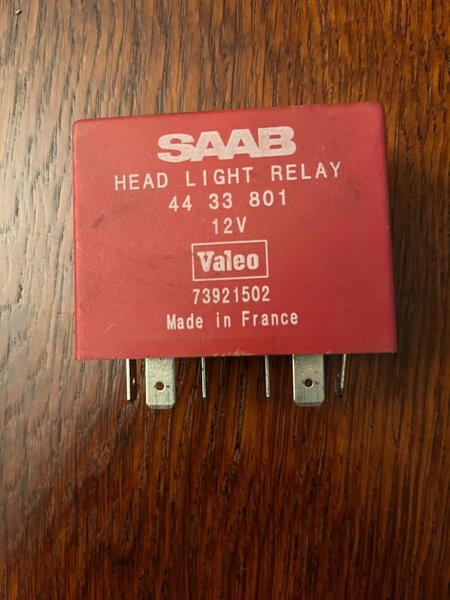 SAAB
HEAD LIGHT RELAY
44 33 801
12V
Valeo
73921502
Made in France